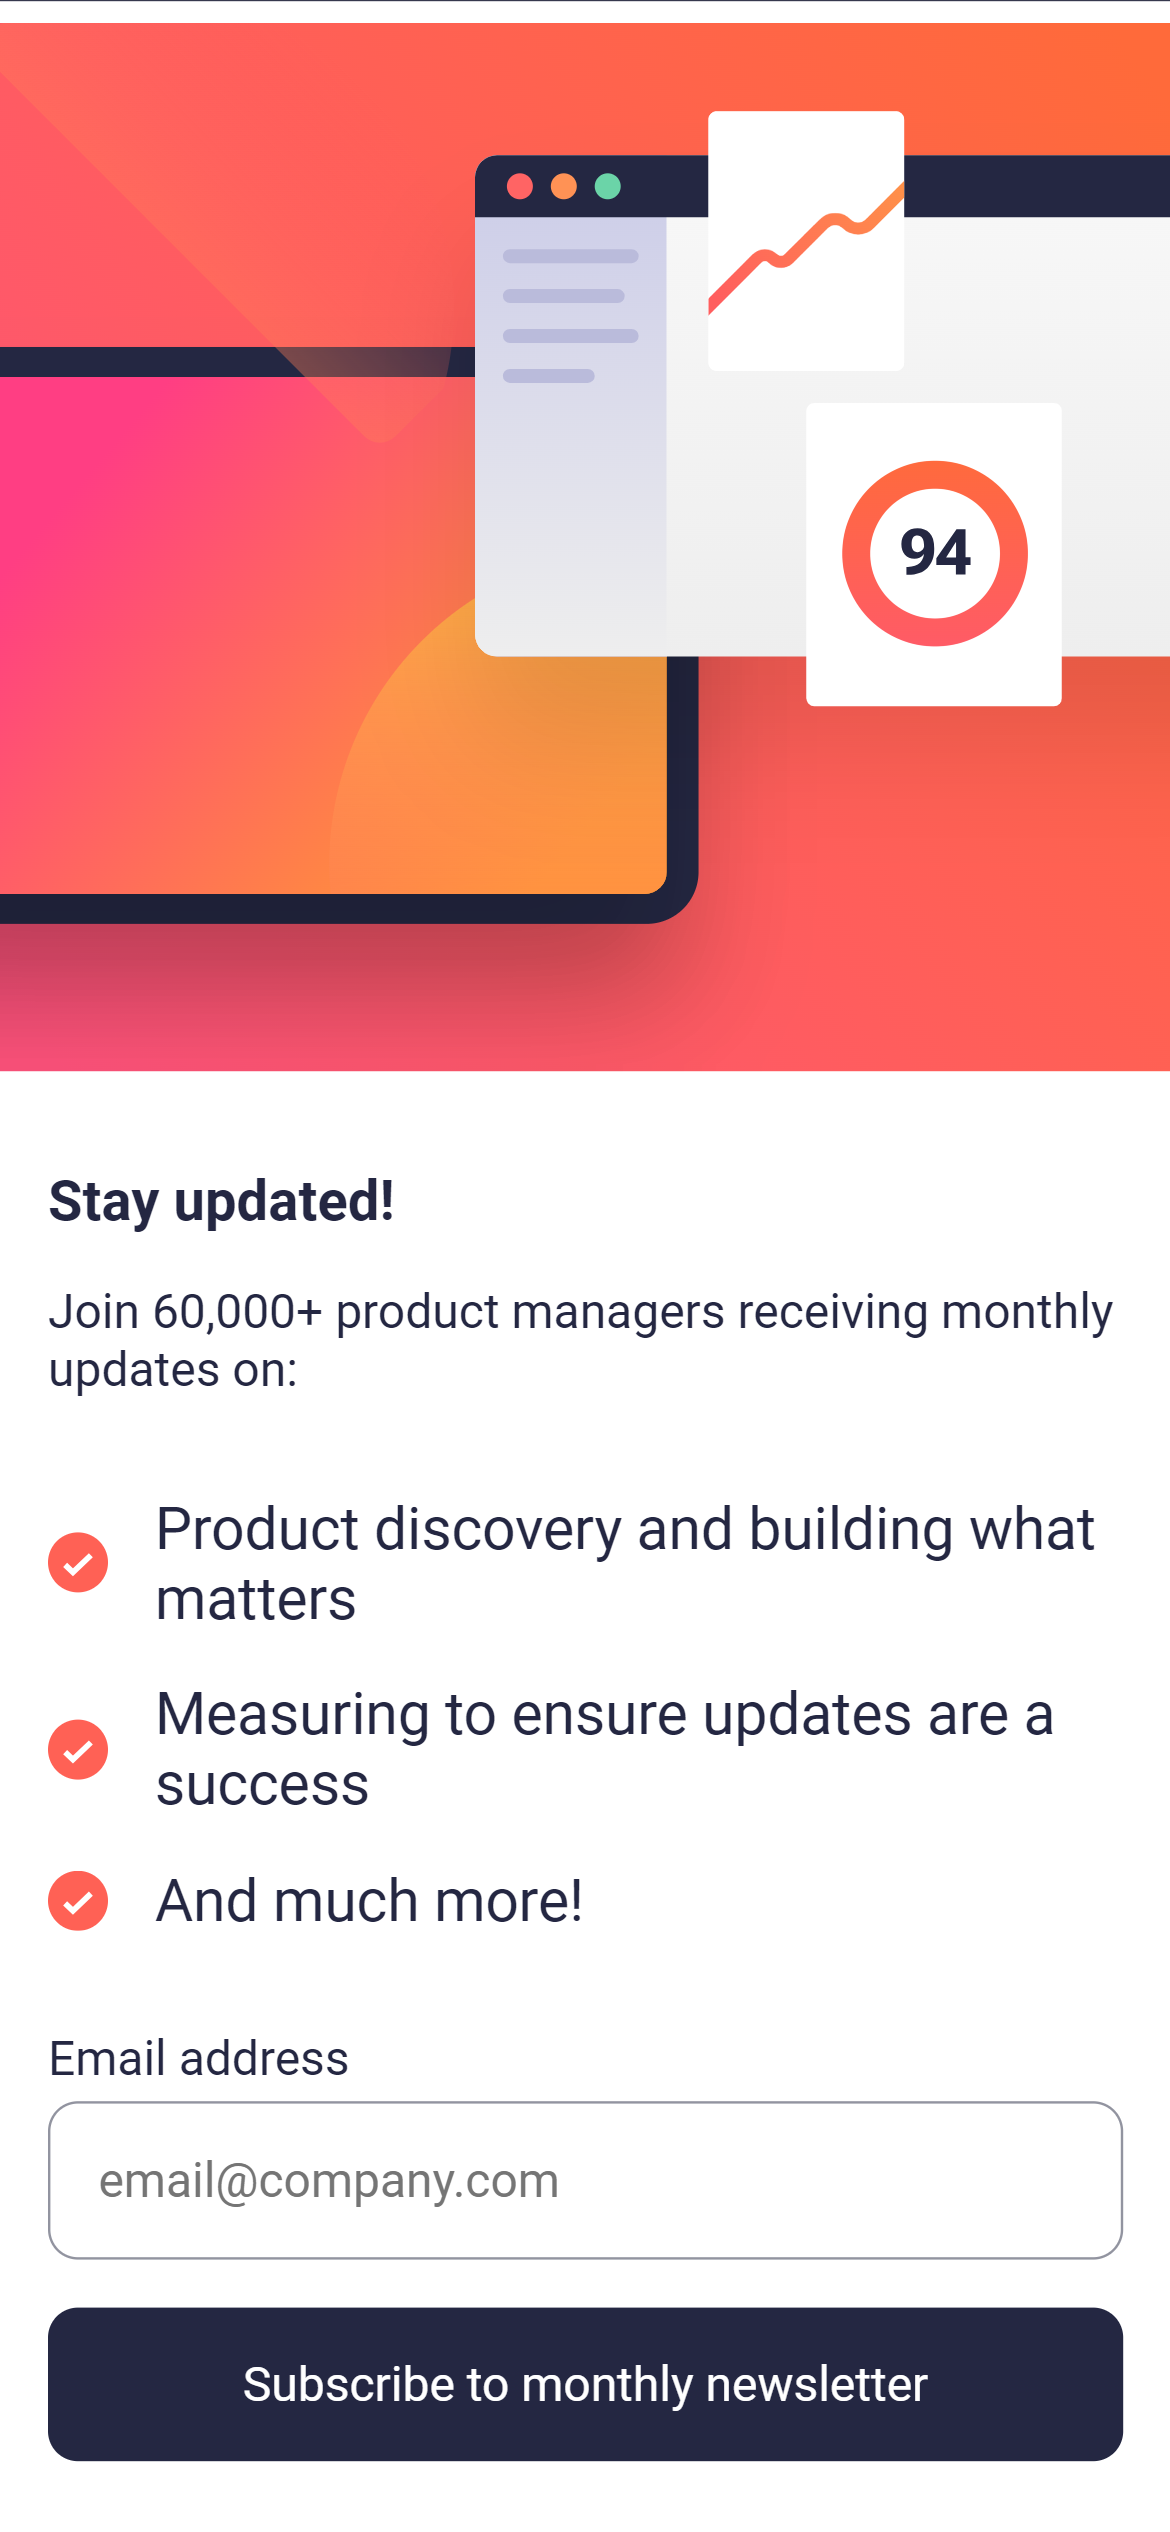 94
Stay updated!
Join 60,000+ product managers receiving monthly
updates on:
Product discovery and building what
matters
Measuring to ensure updates are a
success
And much more!
Email address
email@company.com
Subscribe to monthly newsletter